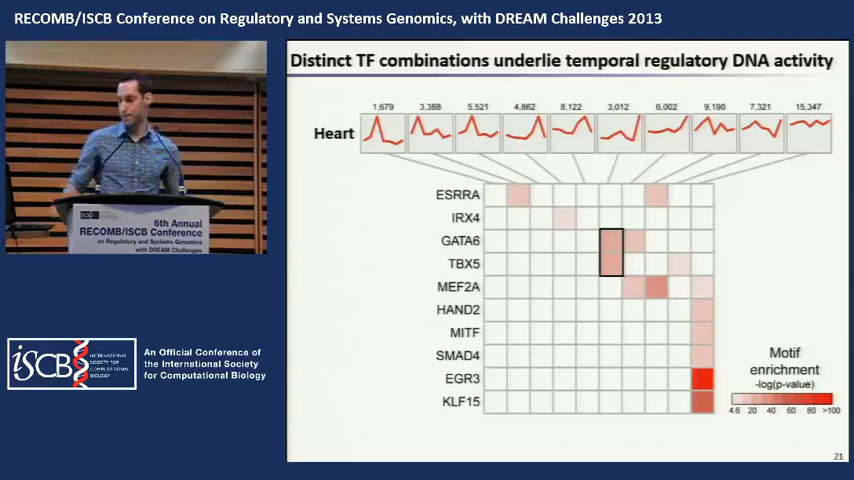 RECOMB/ISCB Conference on Regulatory and Systems Genomics, with DREAM Challenges 2013
Distinct TF combinations underlie temporal regulatory DNA activity
1,679 3,388 5,521 4,862 8,122 3,012 6,002 9,190 7,321 15,347
Heart
ESRRA
IRX4
GATA6
TBX5
MEF2A
HAND2
MITF
SMAD4
EGR3
KLF15
Motif
enrichment
-log(p-value)
4.6 20 40 60 80 >100
21
6th Annual
RECOMB/ISCB Conference
on Regulatory and Systems Genomics
with DREAM Challenges
ISCB
INTERNATIONAL
SOCIETY FOR
COMPUTATIONAL
BIOLOGY
An Official Conference of
the International Society
for Computational Biology